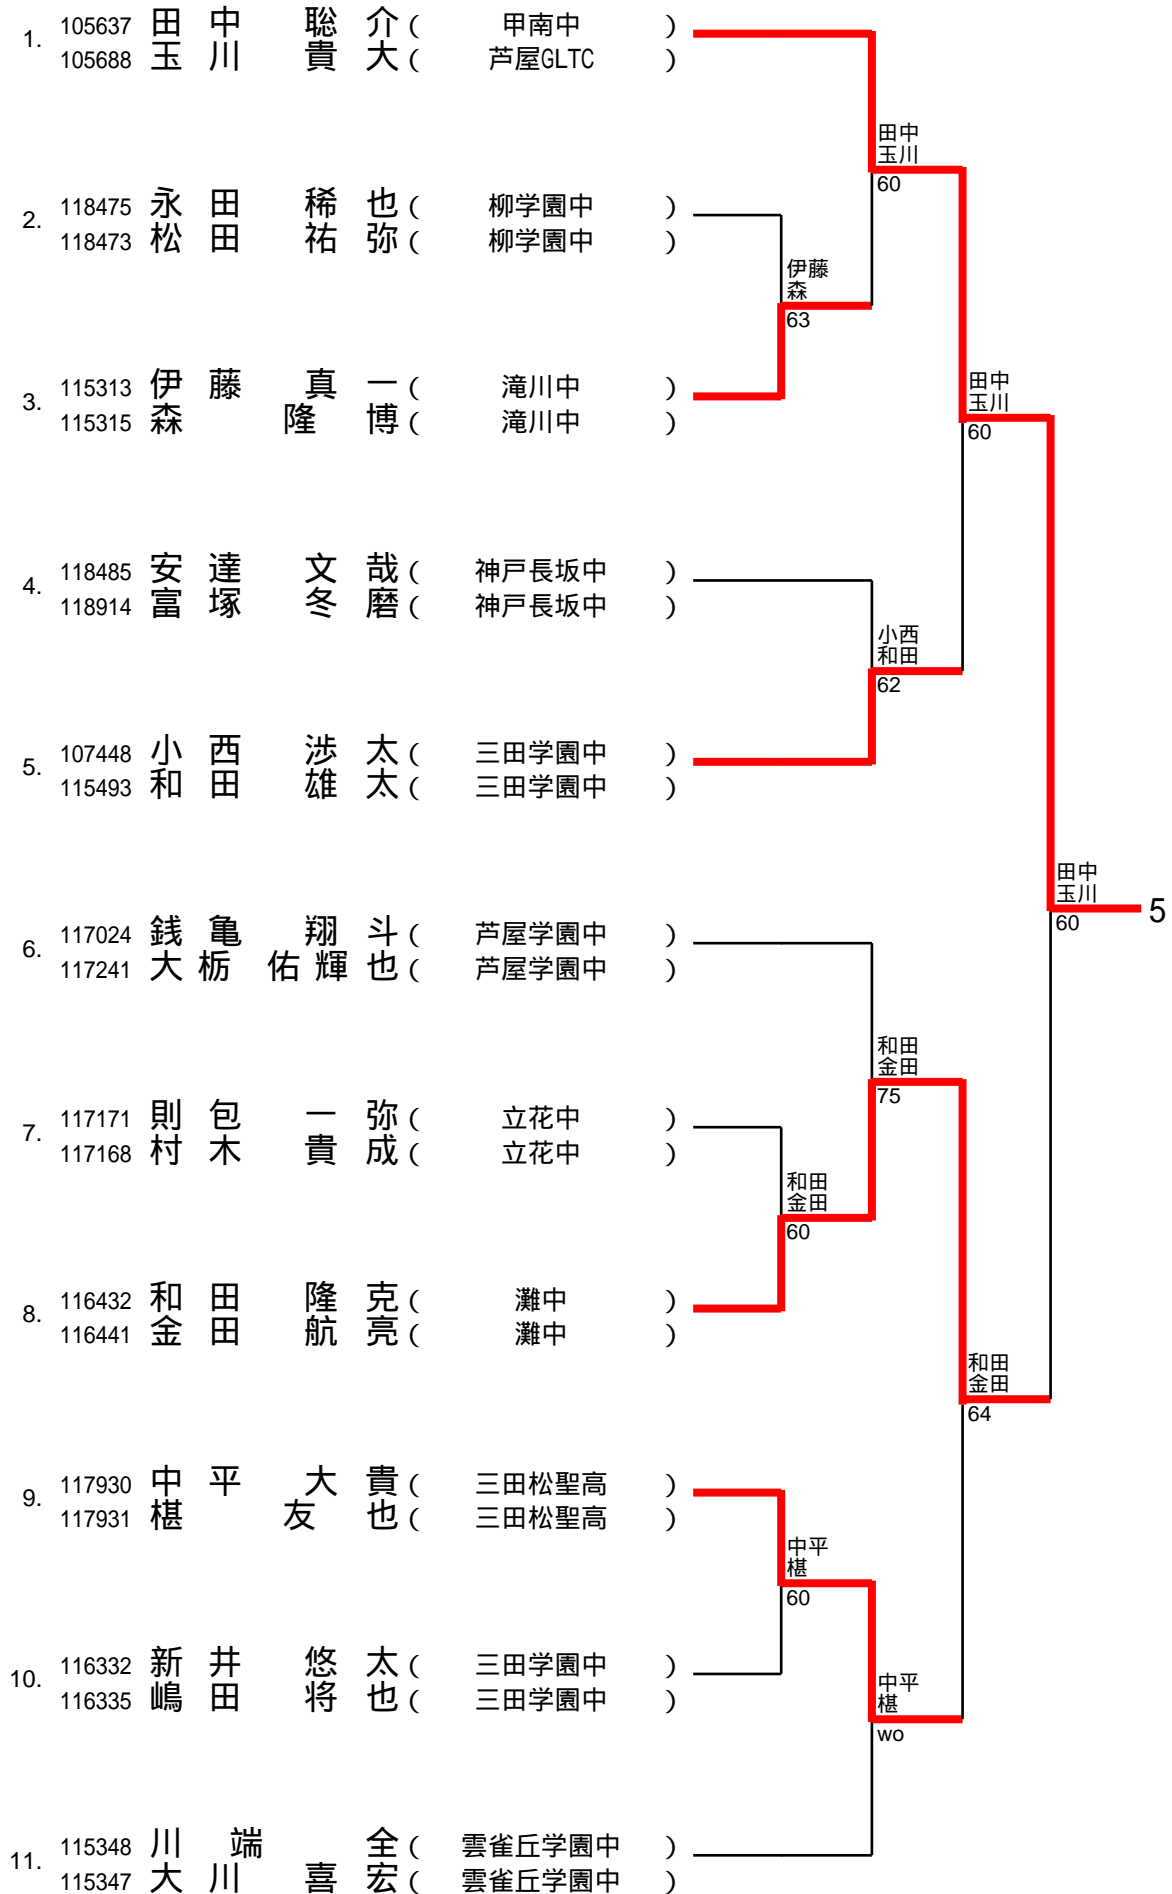 1. 105637 田中 聡介 ( 甲南中 )
105688 玉川 貴大 ( 芦屋GLTC )
田中
玉川
60
2. 118475 永田 稀也 ( 柳学園中 )
118473 松田 祐弥 ( 柳学園中 )
伊藤
森
63
3. 115313 伊藤 真一 ( 滝川中 )
115315 森 隆博 ( 滝川中 )
田中
玉川
60
4. 118485 安達 文哉 ( 神戸長坂中 )
118914 富塚 冬磨 ( 神戸長坂中 )
小西
和田
62
5. 107448 小西 渉太 ( 三田学園中 )
115493 和田 雄太 ( 三田学園中 )
田中
玉川
60
5
6. 117024 銭亀 翔斗 ( 芦屋学園中 )
117241 大栃 佑輝也 ( 芦屋学園中 )
和田
金田
75
7. 117171 則包 一弥 ( 立花中 )
117168 村木 貴成 ( 立花中 )
和田
金田
60
8. 116432 和田 隆克 ( 灘中 )
116441 金田 航亮 ( 灘中 )
和田
金田
64
9. 117930 中平 大貴 ( 三田松聖高 )
117931 椹 友也 ( 三田松聖高 )
中平
椹
60
10. 116332 新井 悠太 ( 三田学園中 )
116335 嶋田 将也 ( 三田学園中 )
中平
椹
wo
11. 115348 川端 全 ( 雲雀丘学園中 )
115347 大川 喜宏 ( 雲雀丘学園中 )